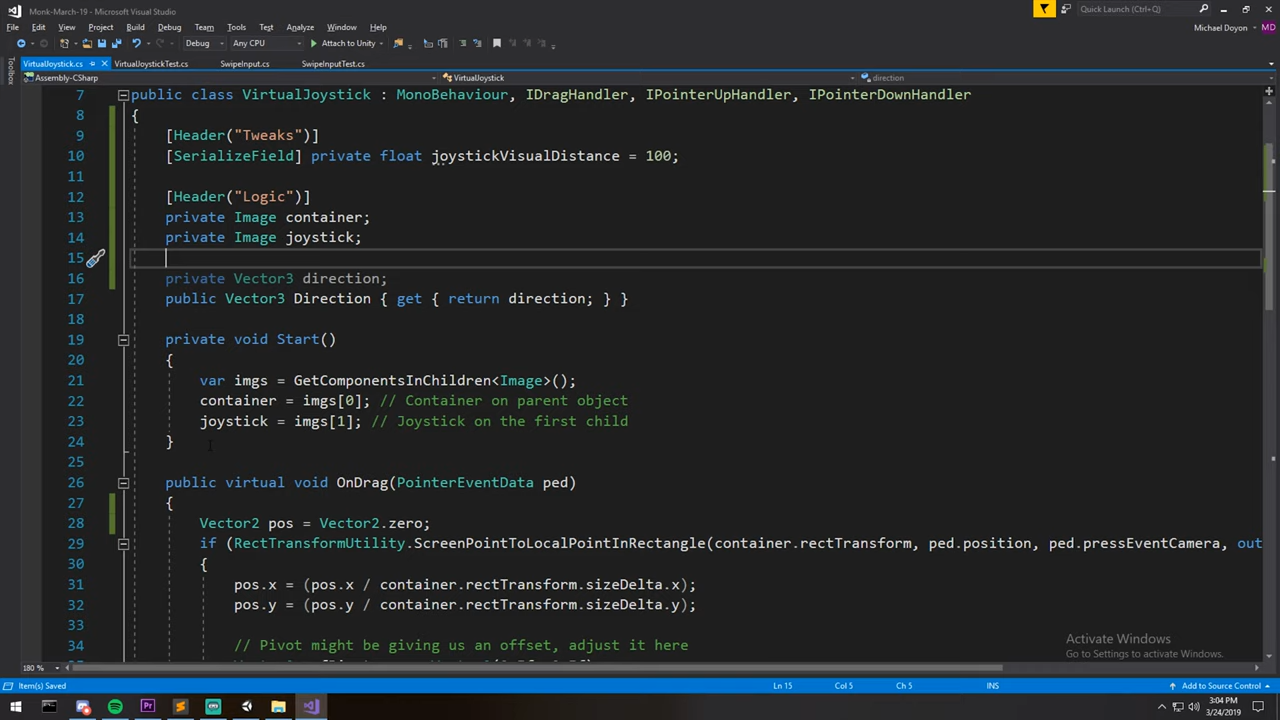 Monk-March-19 - Microsoft Visual Studio
Quick Launch (Ctrl+Q)
File Edit View Project Build Debug Team Tools Test Analyze Window Help
Michael Doyon MD
Debug Any CPU Attach to Unity
VirtualJoystick.cs VirtualJoystickTest.cs SwipeInput.cs SwipeInputTest.cs
Toolbox
Assembly-CSharp VirtualJoystick direction
7 public class VirtualJoystick : MonoBehaviour, IDragHandler, IPointerUpHandler, IPointerDownHandler
8 {
9 [Header("Tweaks")]
10 [SerializeField] private float joystickVisualDistance = 100;
11
12 [Header("Logic")]
13 private Image container;
14 private Image joystick;
15
16 private Vector3 direction;
17 public Vector3 Direction { get { return direction; } }
18
19 private void Start()
20 {
21 var imgs = GetComponentsInChildren<Image>();
22 container = imgs[0]; // Container on parent object
23 joystick = imgs[1]; // Joystick on the first child
24 }
25
26 public virtual void OnDrag(PointerEventData ped)
27 {
28 Vector2 pos = Vector2.zero;
29 if (RectTransformUtility.ScreenPointToLocalPointInRectangle(container.rectTransform, ped.position, ped.pressEventCamera, out
30 {
31 pos.x = (pos.x / container.rectTransform.sizeDelta.x);
32 pos.y = (pos.y / container.rectTransform.sizeDelta.y);
33
34 // Pivot might be giving us an offset, adjust it here
Activate Windows
Go to Settings to activate Windows.
180 %
Item(s) Saved Ln 15 Col 5 Ch 5 INS Add to Source Control
3:04 PM
3/24/2019